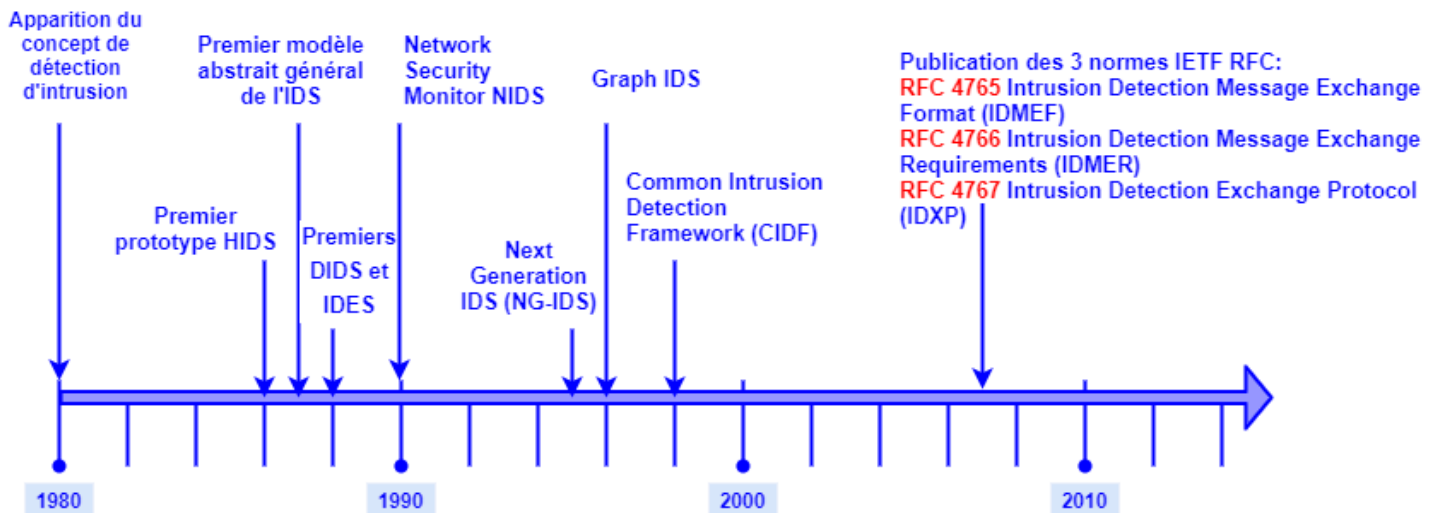 Apparition du
concept de
détection
d'intrusion
Premier modèle
abstrait général
de l'IDS
Network
Security
Monitor NIDS
Graph IDS
Publication des 3 normes IETF RFC:
RFC 4765 Intrusion Detection Message Exchange
Format (IDMEF)
RFC 4766 Intrusion Detection Message Exchange
Requirements (IDMER)
RFC 4767 Intrusion Detection Exchange Protocol
(IDXP)
Premier
prototype HIDS
Premiers
DIDS et
IDES
Next
Generation
IDS (NG-IDS)
Common Intrusion
Detection
Framework (CIDF)
1980
1990
2000
2010